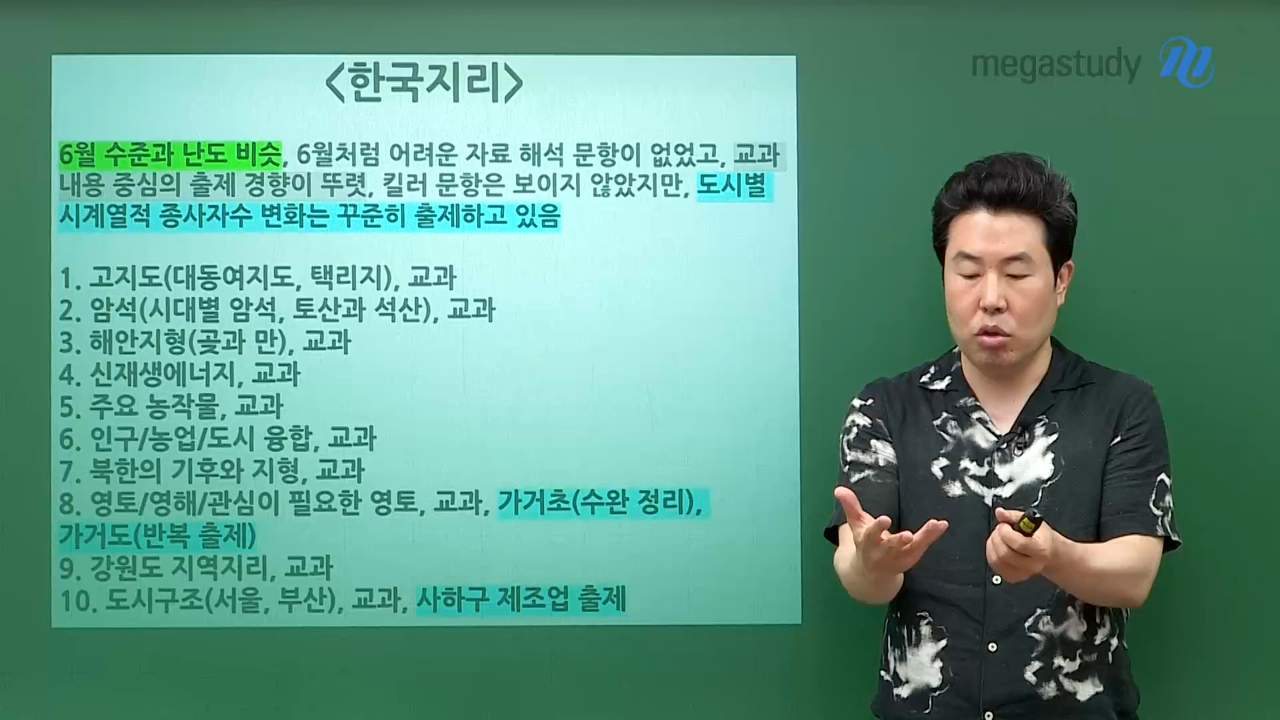 megastudy
<한국지리>
6월 수준과 난도 비슷, 6월처럼 어려운 자료 해석 문항이 없었고, 교과
내용 중심의 출제 경향이 뚜렷, 킬러 문항은 보이지 않았지만, 도시별
시계열적 종사자수 변화는 꾸준히 출제하고 있음
1. 고지도(대동여지도, 택리지), 교과
2. 암석(시대별 암석, 토산과 석산), 교과
3. 해안지형(곶과 만), 교과
4. 신재생에너지, 교과
5. 주요 농작물, 교과
6. 인구/농업/도시 융합, 교과
7. 북한의 기후와 지형, 교과
8. 영토/영해/관심이 필요한 영토, 교과, 가거초(수완 정리),
가거도(반복 출제)
9. 강원도 지역지리, 교과
10. 도시구조(서울, 부산), 교과, 사하구 제조업 출제